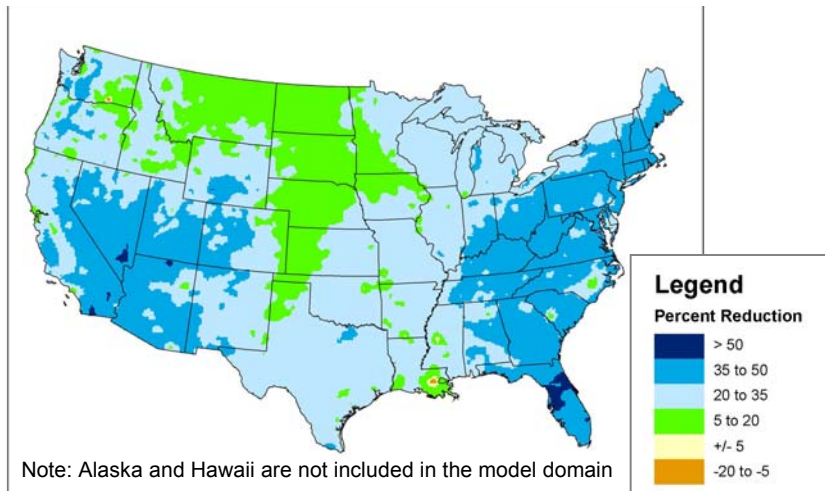 Note: Alaska and Hawaii are not included in the model domain
Legend
Percent Reduction
> 50
35 to 50
20 to 35
5 to 20
+/- 5
-20 to -5